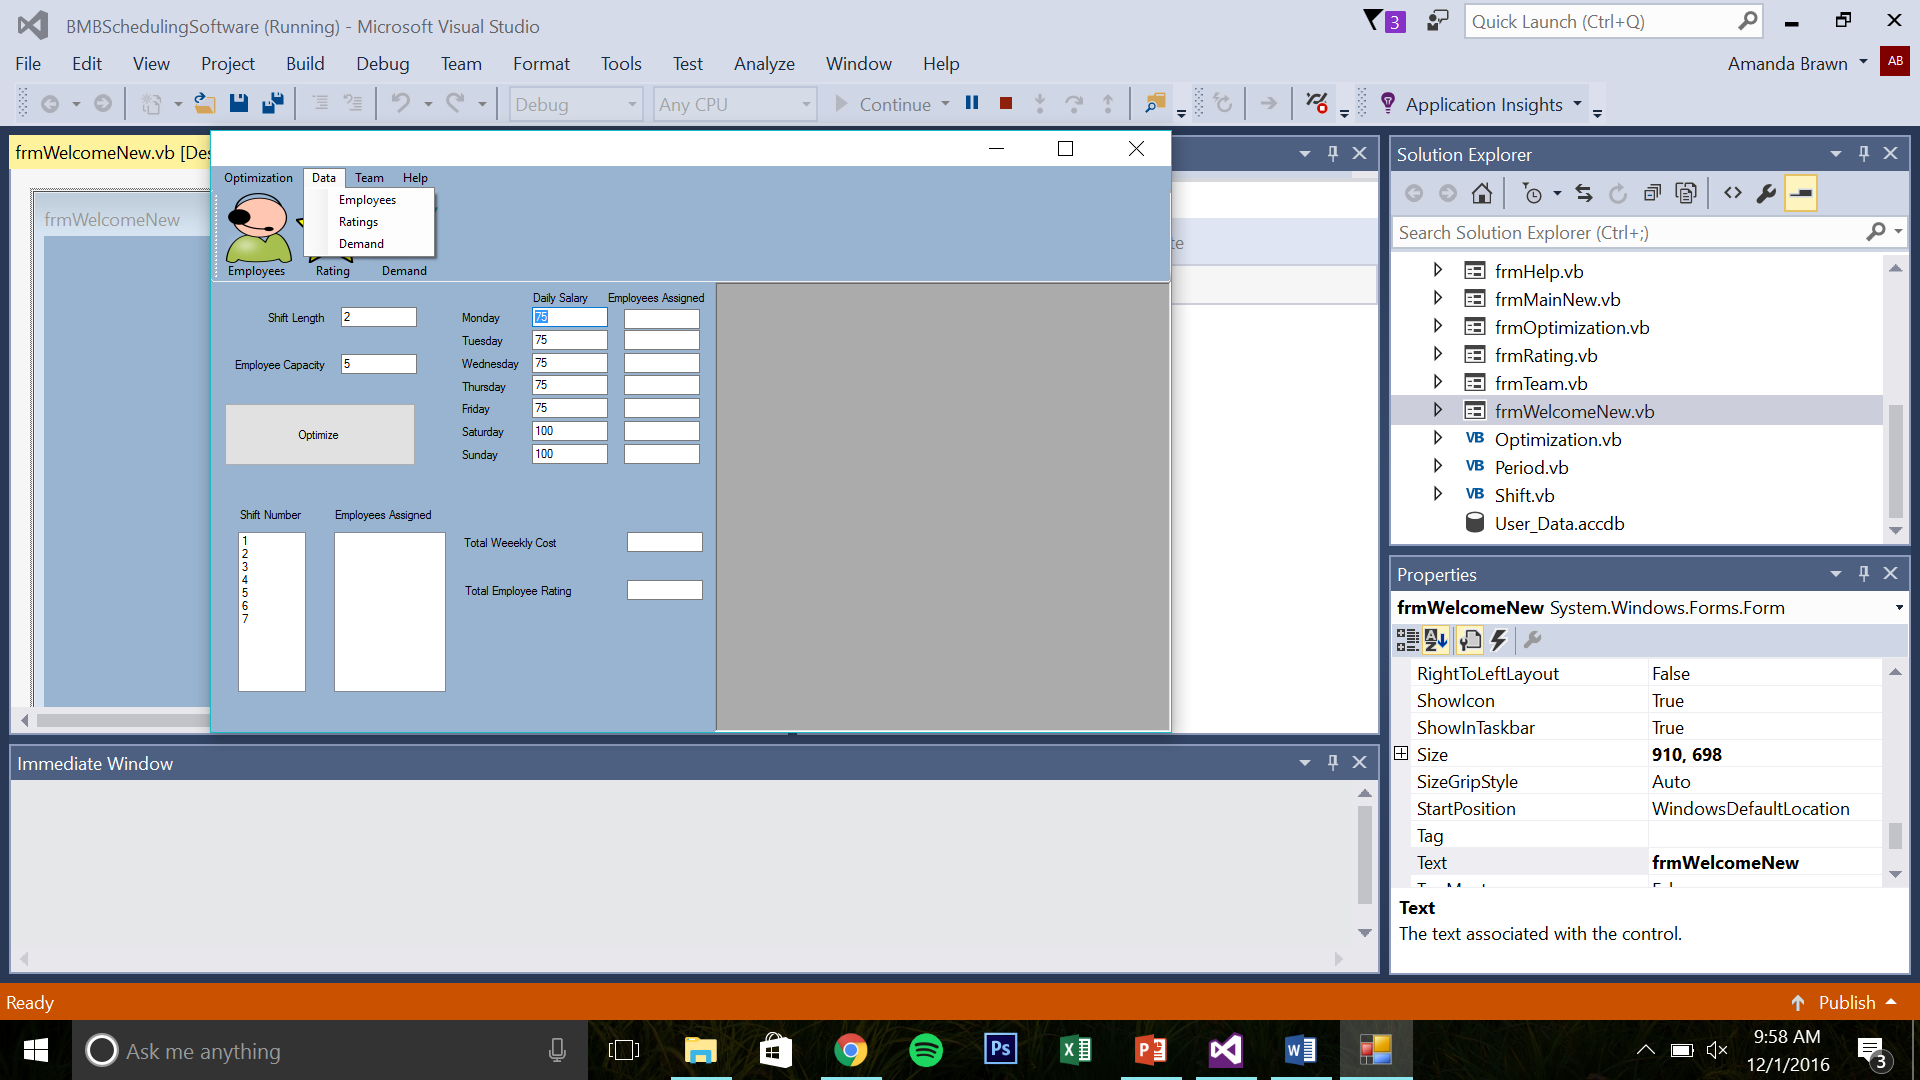 BMBSchedulingSoftware (Running) - Microsoft Visual Studio
3
Quick Launch (Ctrl+Q)
File Edit View Project Build Debug Team Format Tools Test Analyze Window Help
Amanda Brawn AB
Debug Any CPU Continue Application Insights
frmWelcomeNew.vb [Des
frmWelcomeNew
Optimization Data Team Help
Employees
Ratings
Demand
Employees Rating Demand
Daily Salary Employees Assigned
Shift Length 2
Employee Capacity 5
Optimize
Monday 75
Tuesday 75
Wednesday 75
Thursday 75
Friday 75
Saturday 100
Sunday 100
Shift Number Employees Assigned
1
2
3
4
5
6
7
Total Weeekly Cost
Total Employee Rating
te
Immediate Window
Solution Explorer
Search Solution Explorer (Ctrl+;)
frmHelp.vb
frmMainNew.vb
frmOptimization.vb
frmRating.vb
frmTeam.vb
frmWelcomeNew.vb
VB Optimization.vb
VB Period.vb
VB Shift.vb
User_Data.accdb
Properties
frmWelcomeNew System.Windows.Forms.Form
RightToLeftLayout False
ShowIcon True
ShowInTaskbar True
Size 910, 698
SizeGripStyle Auto
StartPosition WindowsDefaultLocation
Tag
Text frmWelcomeNew
Text
The text associated with the control.
Ready
Publish
Ask me anything
Ps
9:58 AM
12/1/2016
3